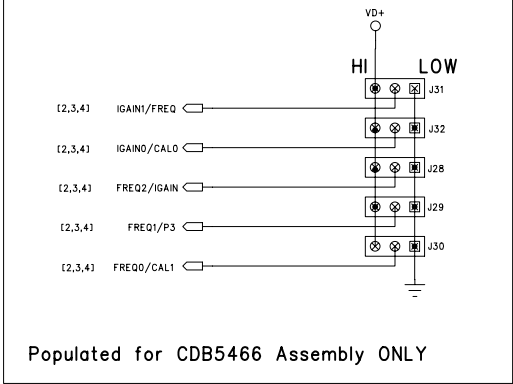 VD+
HI LOW
J31
[2,3,4] IGAIN1/FREQ
J32
[2,3,4] IGAIN0/CAL0
J28
[2,3,4] FREQ2/IGAIN
J29
[2,3,4] FREQ1/P3
J30
[2,3,4] FREQ0/CAL1
Populated for CDB5466 Assembly ONLY